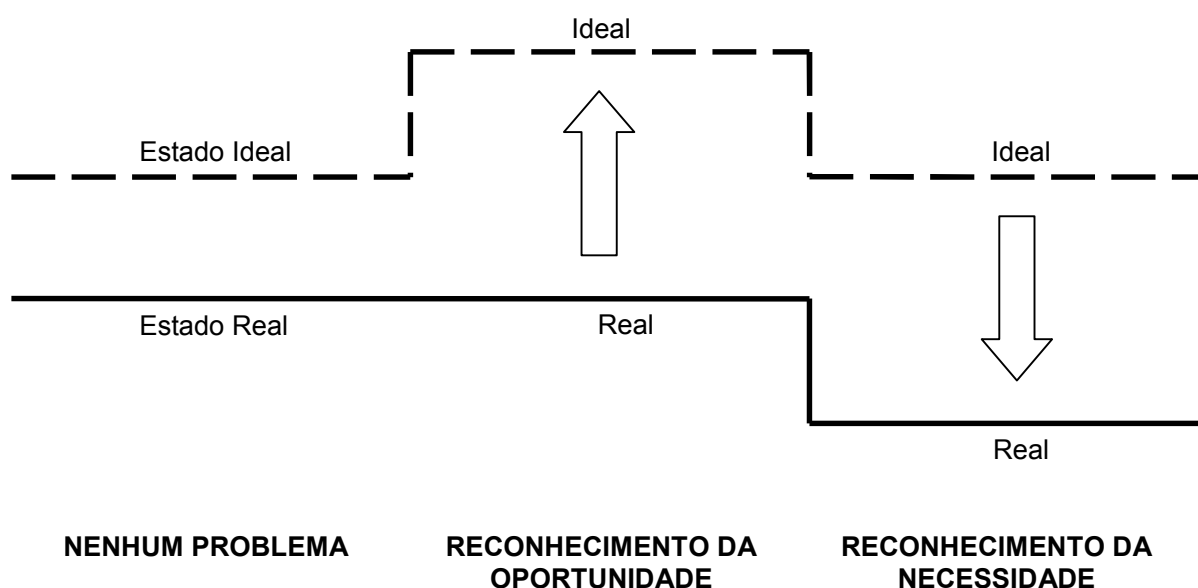 Ideal
Estado Ideal
Ideal
Estado Real
Real
Real
NENHUM PROBLEMA
RECONHECIMENTO DA
OPORTUNIDADE
RECONHECIMENTO DA
NECESSIDADE